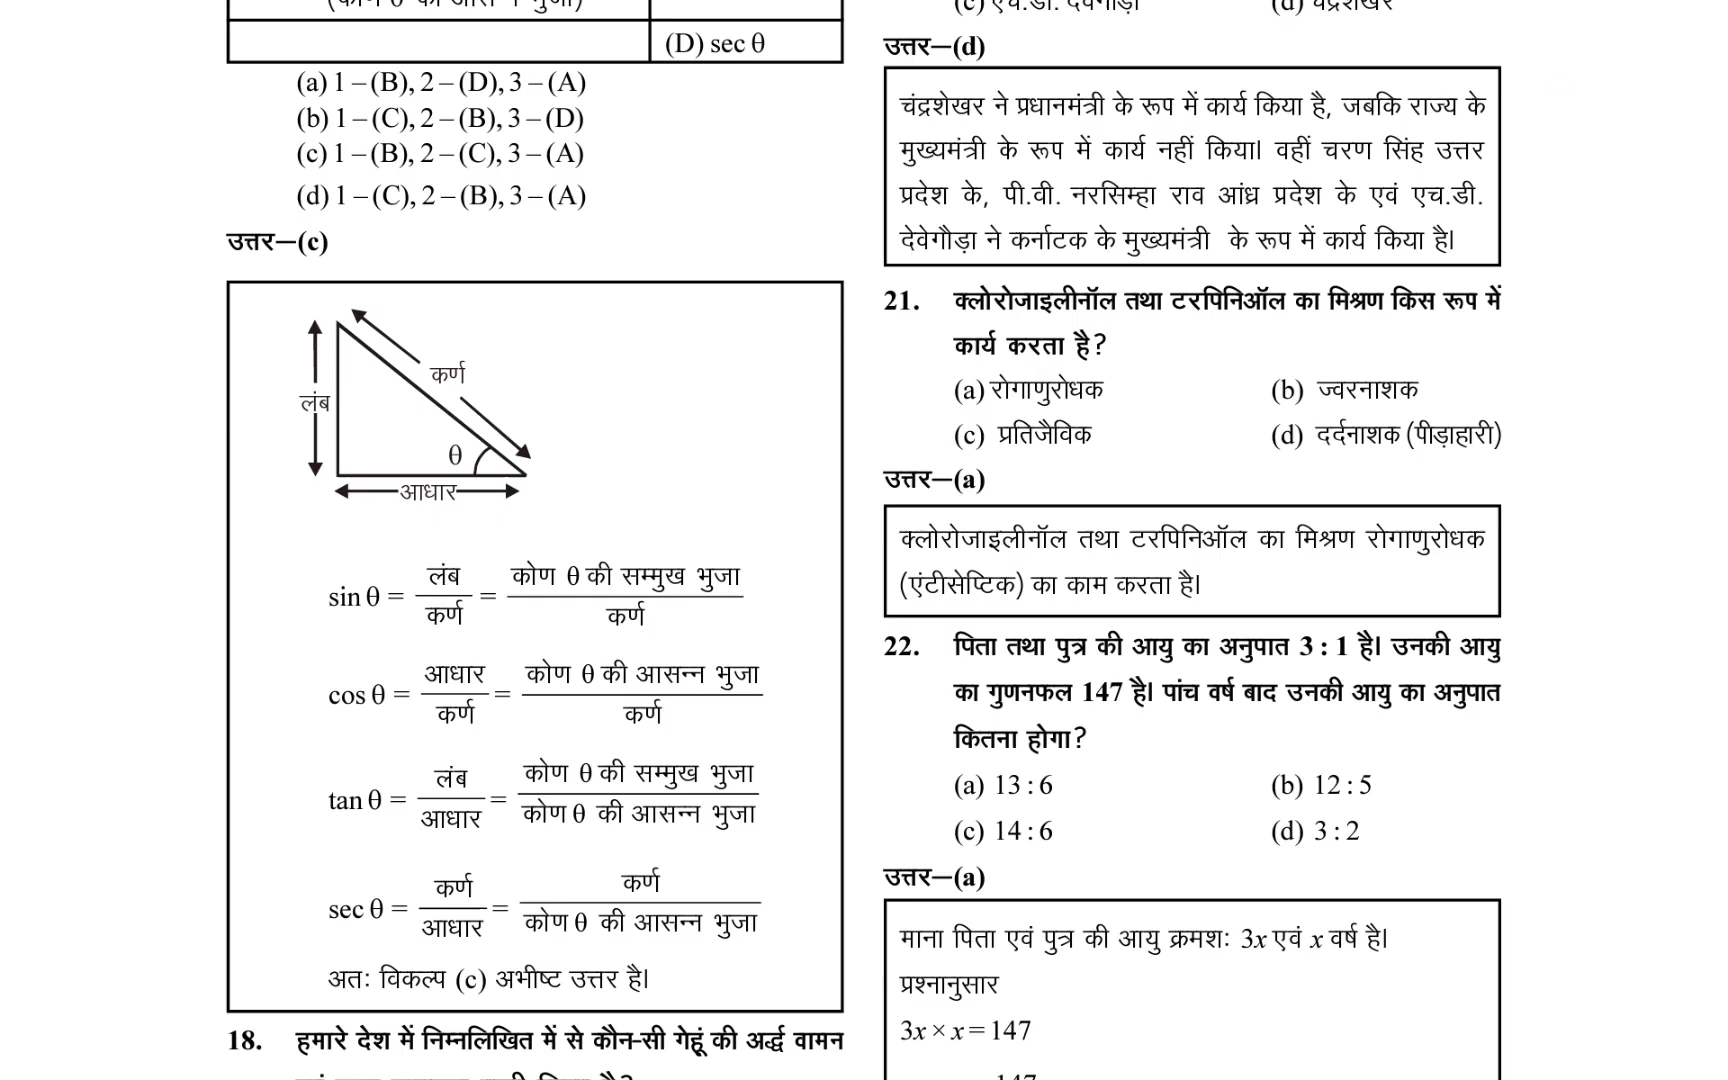 (D) sec θ
(a) 1 – (B), 2 – (D), 3 – (A)
(b) 1 – (C), 2 – (B), 3 – (D)
(c) 1 – (B), 2 – (C), 3 – (A)
(d) 1 – (C), 2 – (B), 3 – (A)
उत्तर—(c)
कर्ण
लंब
θ
आधार
sin θ = लंब / कर्ण = कोण θ की सम्मुख भुजा / कर्ण
cos θ = आधार / कर्ण = कोण θ की आसन्न भुजा / कर्ण
tan θ = लंब / आधार = कोण θ की सम्मुख भुजा / कोण θ की आसन्न भुजा
sec θ = कर्ण / आधार = कर्ण / कोण θ की आसन्न भुजा
अतः विकल्प (c) अभीष्ट उत्तर है।
18. हमारे देश में निम्नलिखित में से कौन-सी गेहूं की अर्द्ध वामन
(c) एच.डी. देवेगौड़ा (d) चंद्रशेखर
उत्तर—(d)
चंद्रशेखर ने प्रधानमंत्री के रूप में कार्य किया है, जबकि राज्य के
मुख्यमंत्री के रूप में कार्य नहीं किया। वहीं चरण सिंह उत्तर
प्रदेश के, पी.वी. नरसिम्हा राव आंध्र प्रदेश के एवं एच.डी.
देवेगौड़ा ने कर्नाटक के मुख्यमंत्री के रूप में कार्य किया है।
21. क्लोरोजाइलीनॉल तथा टरपिनिऑल का मिश्रण किस रूप में
कार्य करता है?
(a) रोगाणुरोधक (b) ज्वरनाशक
(c) प्रतिजैविक (d) दर्दनाशक (पीड़ाहारी)
उत्तर—(a)
क्लोरोजाइलीनॉल तथा टरपिनिऑल का मिश्रण रोगाणुरोधक
(एंटीसेप्टिक) का काम करता है।
22. पिता तथा पुत्र की आयु का अनुपात 3 : 1 है। उनकी आयु
का गुणनफल 147 है। पांच वर्ष बाद उनकी आयु का अनुपात
कितना होगा?
(a) 13 : 6 (b) 12 : 5
(c) 14 : 6 (d) 3 : 2
उत्तर—(a)
माना पिता एवं पुत्र की आयु क्रमशः 3x एवं x वर्ष है।
प्रश्नानुसार
3x × x = 147